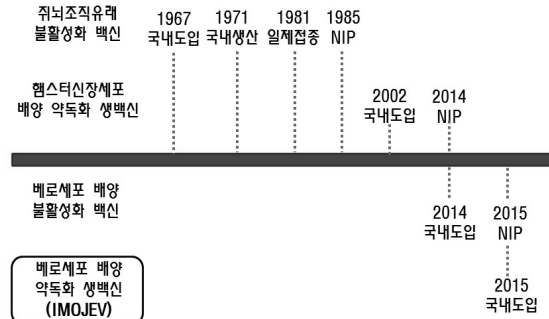 쥐뇌조직유래
불활성화 백신
1967
국내도입
1971
국내생산
1981
일제접종
1985
NIP
햄스터신장세포
배양 약독화 생백신
2002
국내도입
2014
NIP
베로세포 배양
불활성화 백신
2014
국내도입
2015
NIP
베로세포 배양
약독화 생백신
(IMOJEV)
2015
국내도입